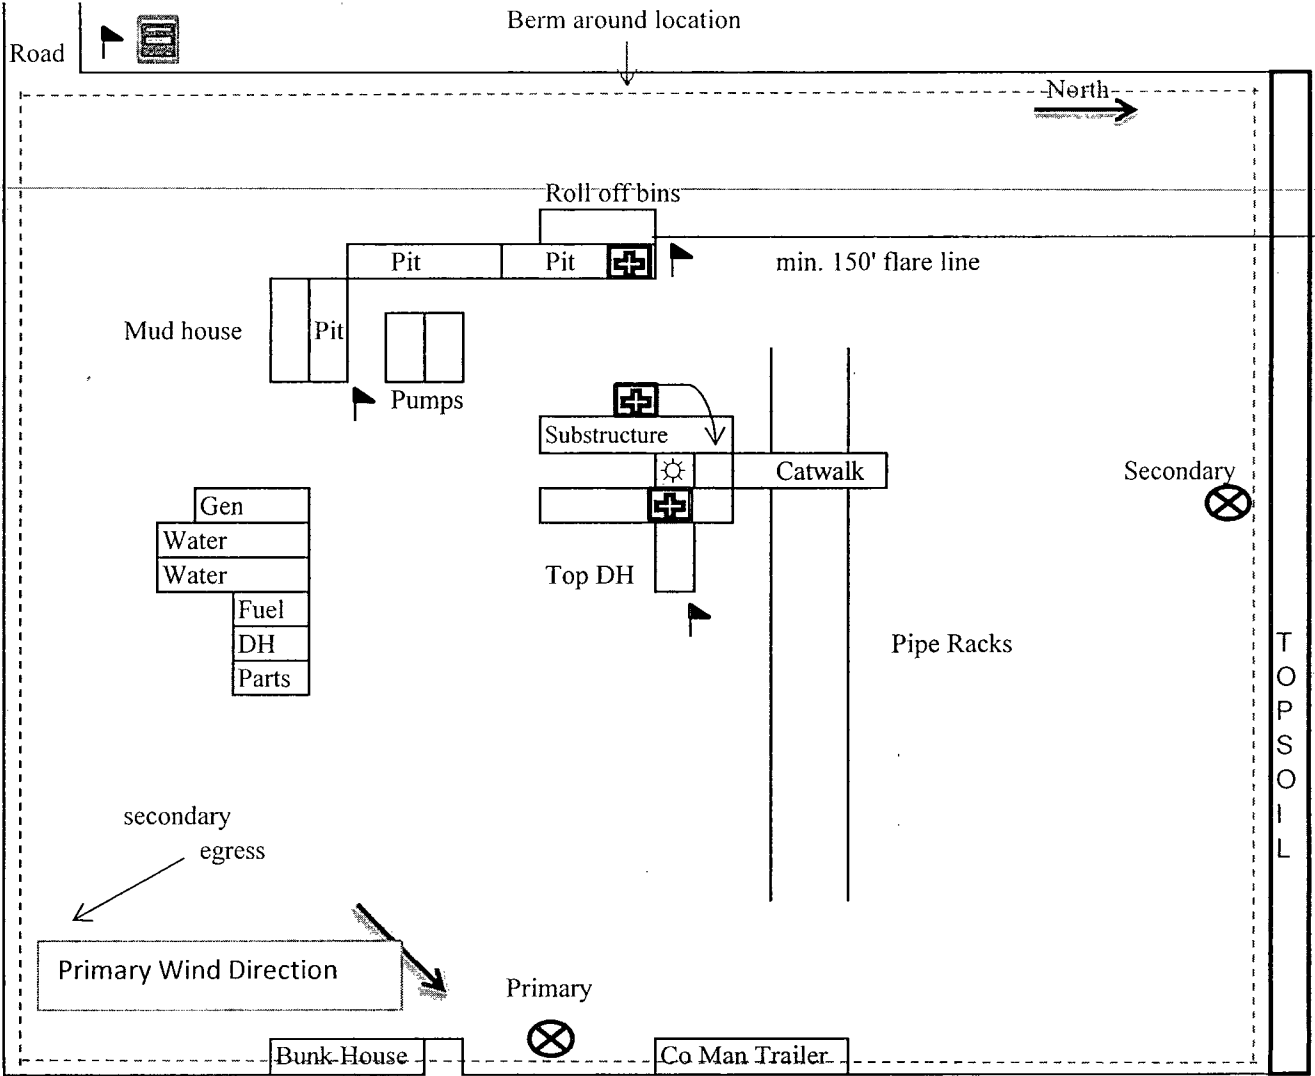 Berm around location
Road
North
Roll off bins
Pit
Pit
min. 150' flare line
Mud house
Pit
Pumps
Substructure
Catwalk
Secondary
Gen
Water
Water
Fuel
DH
Parts
Top DH
Pipe Racks
TOPSOIL
secondary
egress
Primary Wind Direction
Primary
Bunk House
Co Man Trailer